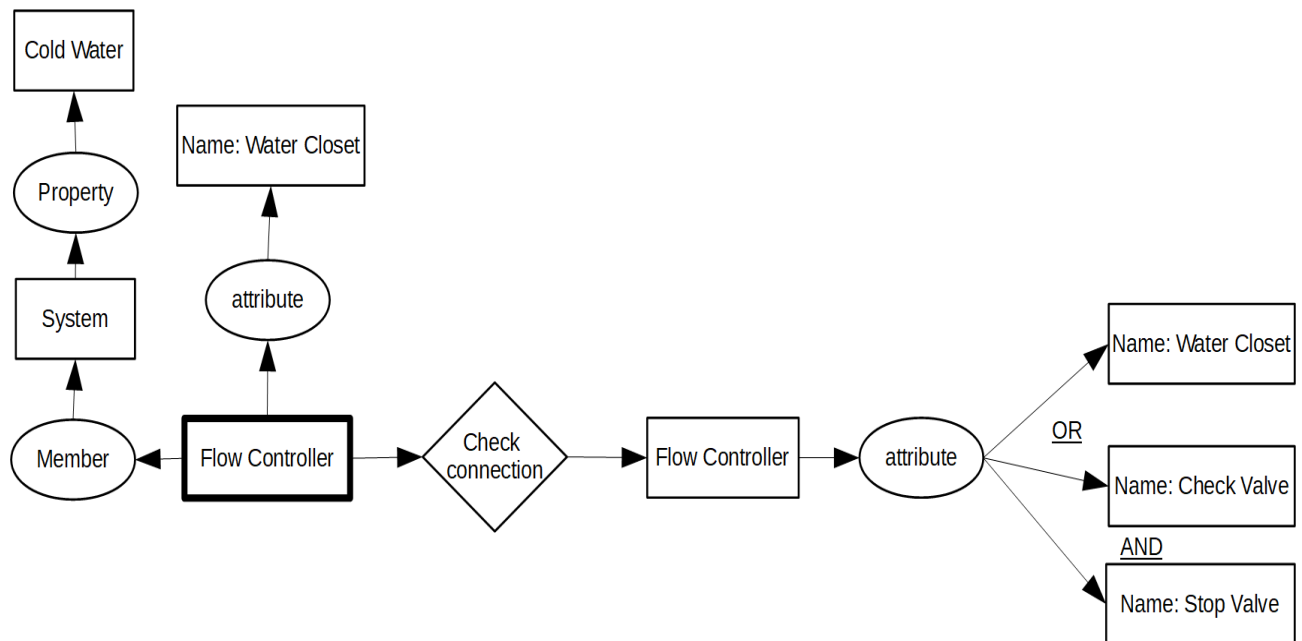 Cold Water
Name: Water Closet
Property
attribute
System
Name: Water Closet
OR
Member
Flow Controller
Check
connection
Flow Controller
attribute
Name: Check Valve
AND
Name: Stop Valve